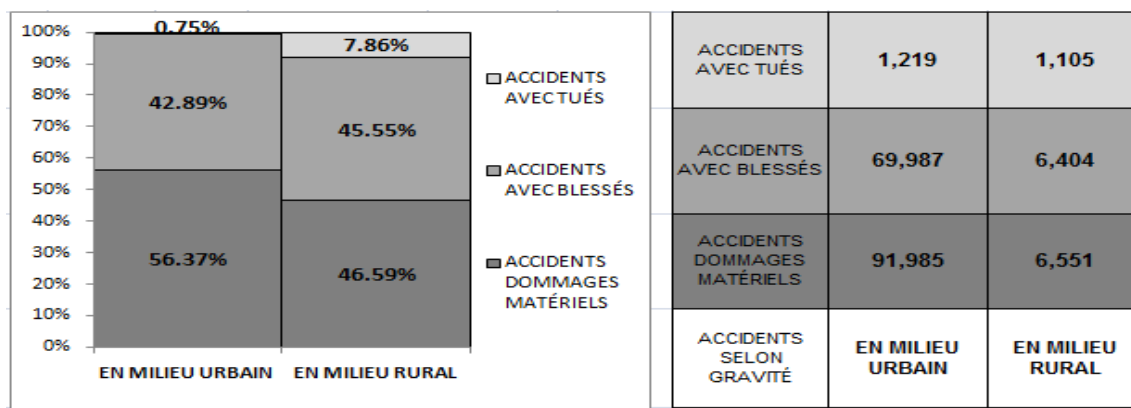 100%
90%
80%
70%
60%
50%
40%
30%
20%
10%
0%
0.75%
42.89%
56.37%
7.86%
45.55%
46.59%
EN MILIEU URBAIN
EN MILIEU RURAL
ACCIDENTS
AVEC TUÉS
ACCIDENTS
AVEC BLESSÉS
ACCIDENTS
DOMMAGES
MATÉRIELS
ACCIDENTS
AVEC TUÉS
1,219
1,105
ACCIDENTS
AVEC BLESSÉS
69,987
6,404
ACCIDENTS
DOMMAGES
MATÉRIELS
91,985
6,551
ACCIDENTS
SELON
GRAVITÉ
EN MILIEU
URBAIN
EN MILIEU
RURAL